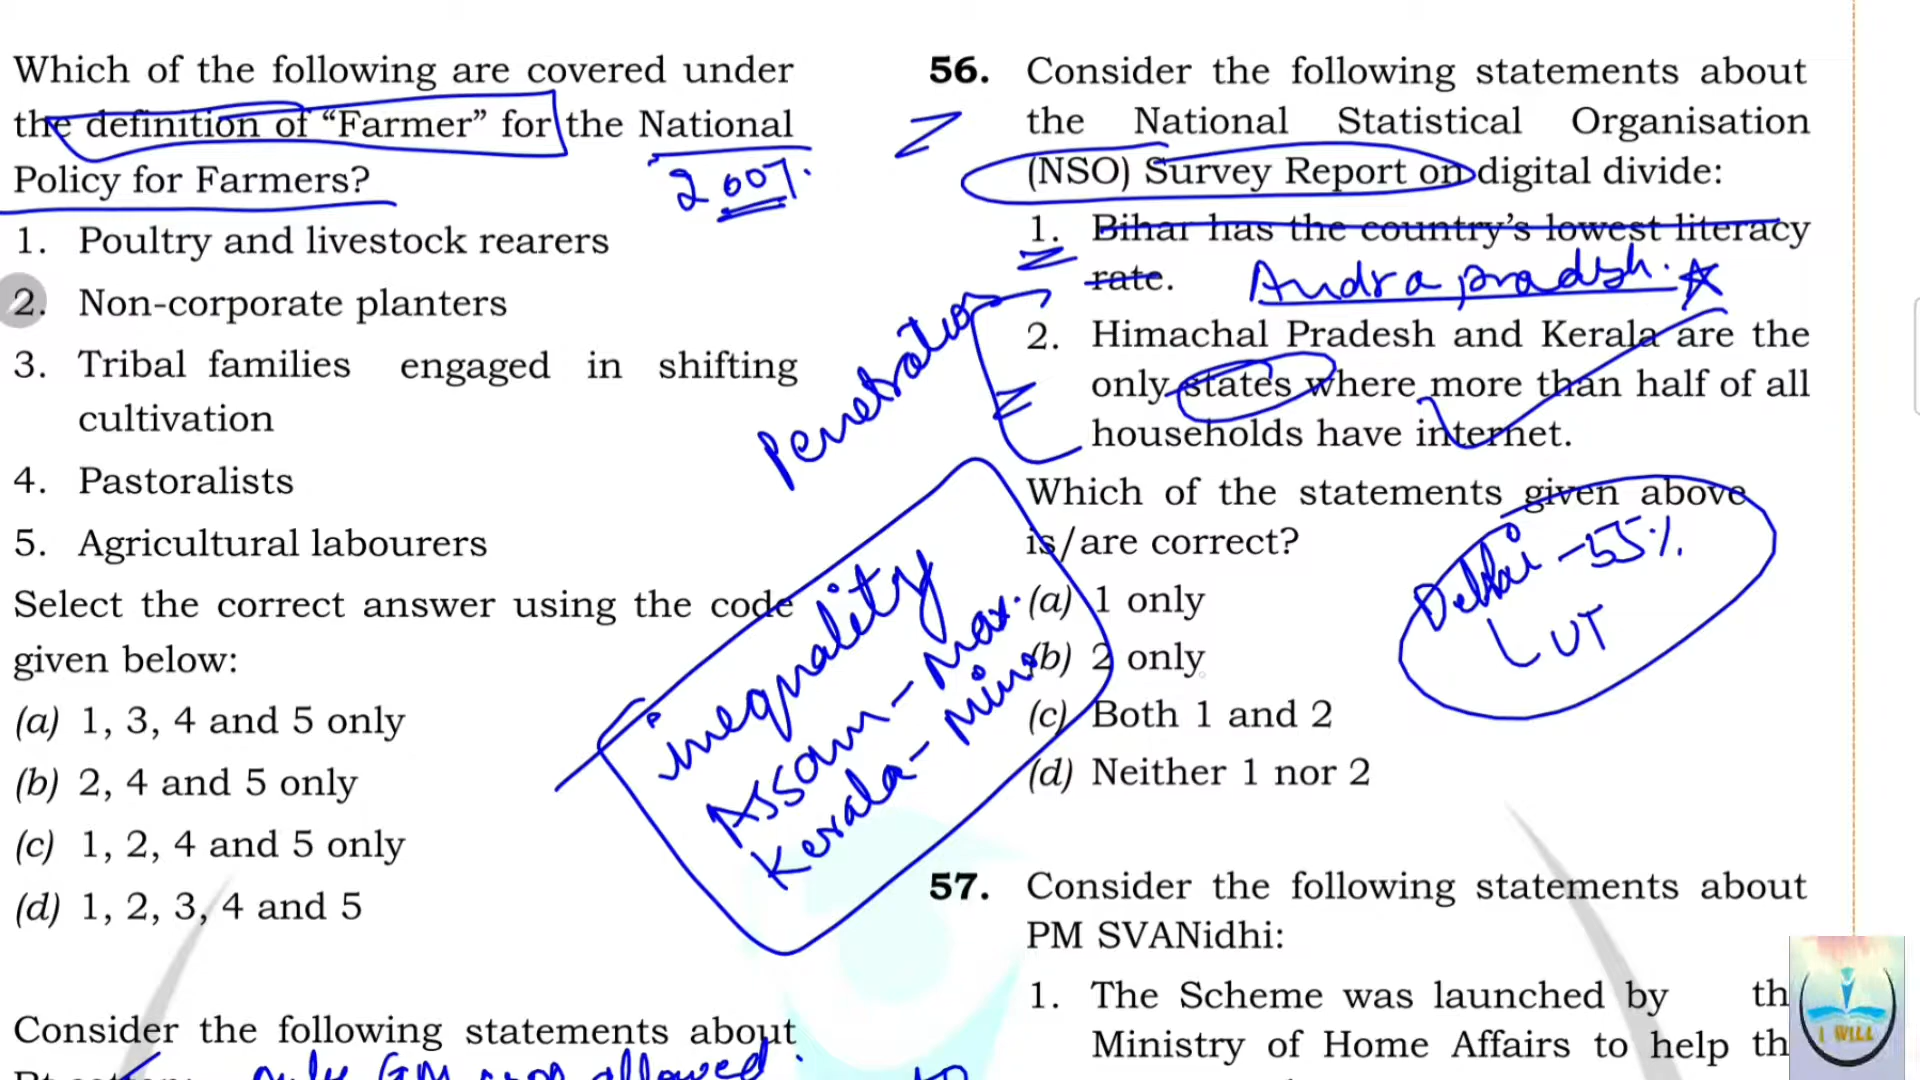 Which of the following are covered under
the definition of “Farmer” for the National
Policy for Farmers?
2007.
1. Poultry and livestock rearers
2. Non-corporate planters
3. Tribal families engaged in shifting
cultivation
4. Pastoralists
5. Agricultural labourers
Select the correct answer using the code
given below:
(a) 1, 3, 4 and 5 only
(b) 2, 4 and 5 only
(c) 1, 2, 4 and 5 only
(d) 1, 2, 3, 4 and 5
Consider the following statements about
only GM crop allowed.
Penetration
inequality
Assam - Max.
Kerala - Min
56. Consider the following statements about
the National Statistical Organisation
(NSO) Survey Report on digital divide:
1. Bihar has the country’s lowest literacy
rate. Andra pradesh.
2. Himachal Pradesh and Kerala are the
only states where more than half of all
households have internet.
Which of the statements given above
is/are correct?
Delhi - 55%
UT
(a) 1 only
(b) 2 only
(c) Both 1 and 2
(d) Neither 1 nor 2
57. Consider the following statements about
PM SVANidhi:
1. The Scheme was launched by th
Ministry of Home Affairs to help th
I WILL